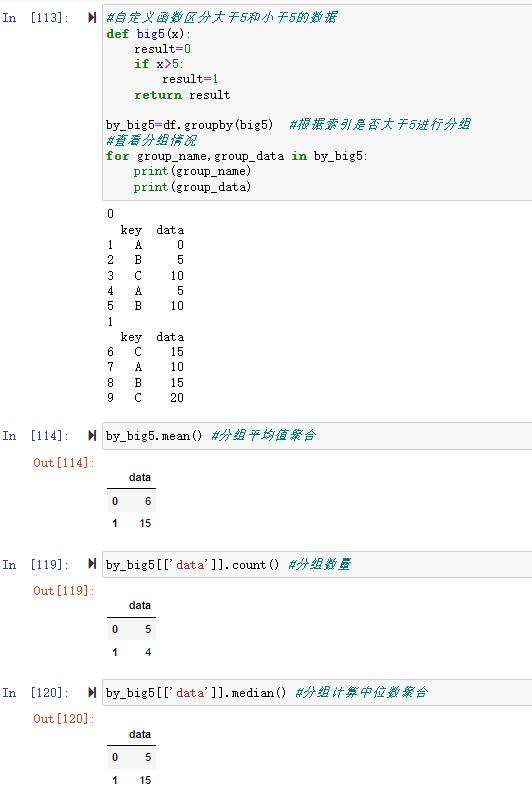 In [113]:
#自定义函数区分大于5和小于5的数据
def big5(x):
    result=0
    if x>5:
        result=1
    return result

by_big5=df.groupby(big5)  #根据索引是否大于5进行分组
#查看分组情况
for group_name,group_data in by_big5:
    print(group_name)
    print(group_data)
0
  key  data
1   A     0
2   B     5
3   C    10
4   A     5
5   B    10
1
  key  data
6   C    15
7   A    10
8   B    15
9   C    20
In [114]: by_big5.mean() #分组平均值聚合
Out[114]:
data
0 6
1 15
In [119]: by_big5[['data']].count() #分组数量
Out[119]:
data
0 5
1 4
In [120]: by_big5[['data']].median() #分组计算中位数聚合
Out[120]:
data
0 5
1 15